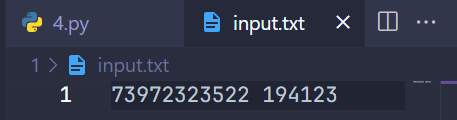 4.py input.txt
1 > input.txt
1 73972323522 194123